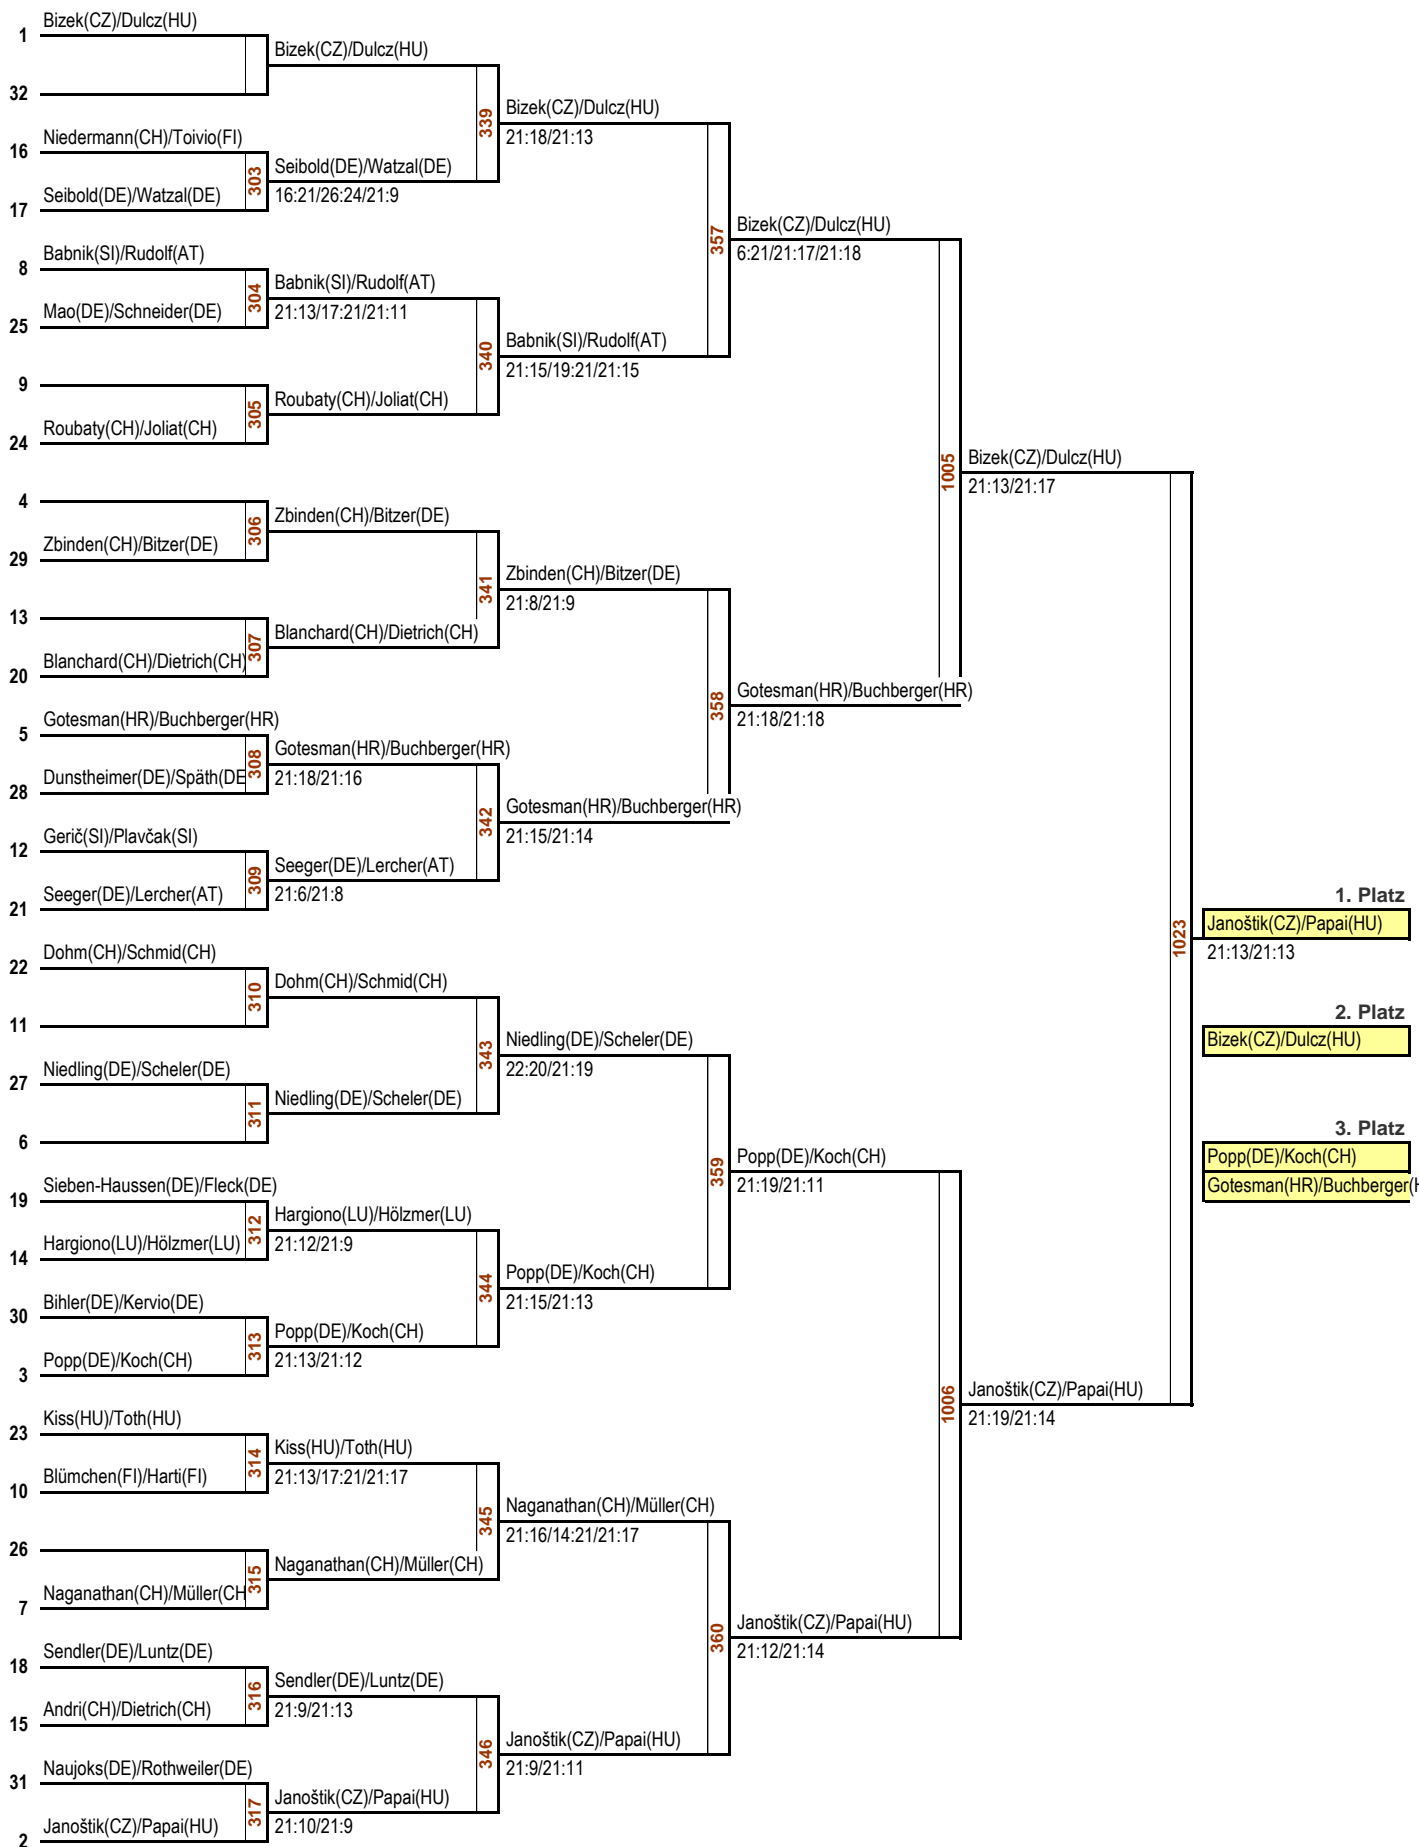 Bizek(CZ)/Dulcz(HU)
1
Bizek(CZ)/Dulcz(HU)
32
339
Bizek(CZ)/Dulcz(HU)
21:18/21:13
Niedermann(CH)/Toivio(FI)
16
303
Seibold(DE)/Watzal(DE)
16:21/26:24/21:9
Seibold(DE)/Watzal(DE)
17
357
Bizek(CZ)/Dulcz(HU)
6:21/21:17/21:18
Babnik(SI)/Rudolf(AT)
8
304
Babnik(SI)/Rudolf(AT)
21:13/17:21/21:11
Mao(DE)/Schneider(DE)
25
340
Babnik(SI)/Rudolf(AT)
21:15/19:21/21:15
9
305
Roubaty(CH)/Joliat(CH)
Roubaty(CH)/Joliat(CH)
24
1005
Bizek(CZ)/Dulcz(HU)
21:13/21:17
4
306
Zbinden(CH)/Bitzer(DE)
Zbinden(CH)/Bitzer(DE)
29
341
Zbinden(CH)/Bitzer(DE)
21:8/21:9
13
307
Blanchard(CH)/Dietrich(CH)
Blanchard(CH)/Dietrich(CH)
20
358
Gotesman(HR)/Buchberger(HR)
21:18/21:18
Gotesman(HR)/Buchberger(HR)
5
308
Gotesman(HR)/Buchberger(HR)
21:18/21:16
Dunstheimer(DE)/Späth(DE
28
342
Gotesman(HR)/Buchberger(HR)
21:15/21:14
Gerič(SI)/Plavčak(SI)
12
309
Seeger(DE)/Lercher(AT)
21:6/21:8
Seeger(DE)/Lercher(AT)
21
1023
1. Platz
Janoštik(CZ)/Papai(HU)
21:13/21:13
Dohm(CH)/Schmid(CH)
22
310
Dohm(CH)/Schmid(CH)
11
2. Platz
Bizek(CZ)/Dulcz(HU)
343
Niedling(DE)/Scheler(DE)
22:20/21:19
Niedling(DE)/Scheler(DE)
27
311
Niedling(DE)/Scheler(DE)
6
3. Platz
Popp(DE)/Koch(CH)
Gotesman(HR)/Buchberger(H
359
Popp(DE)/Koch(CH)
21:19/21:11
Sieben-Haussen(DE)/Fleck(DE)
19
312
Hargiono(LU)/Hölzmer(LU)
21:12/21:9
Hargiono(LU)/Hölzmer(LU)
14
344
Popp(DE)/Koch(CH)
21:15/21:13
Bihler(DE)/Kervio(DE)
30
313
Popp(DE)/Koch(CH)
21:13/21:12
Popp(DE)/Koch(CH)
3
1006
Janoštik(CZ)/Papai(HU)
21:19/21:14
Kiss(HU)/Toth(HU)
23
314
Kiss(HU)/Toth(HU)
21:13/17:21/21:17
Blümchen(FI)/Harti(FI)
10
345
Naganathan(CH)/Müller(CH)
21:16/14:21/21:17
26
315
Naganathan(CH)/Müller(CH)
Naganathan(CH)/Müller(CH
7
360
Janoštik(CZ)/Papai(HU)
21:12/21:14
Sendler(DE)/Luntz(DE)
18
316
Sendler(DE)/Luntz(DE)
21:9/21:13
Andri(CH)/Dietrich(CH)
15
346
Janoštik(CZ)/Papai(HU)
21:9/21:11
Naujoks(DE)/Rothweiler(DE)
31
317
Janoštik(CZ)/Papai(HU)
21:10/21:9
Janoštik(CZ)/Papai(HU)
2